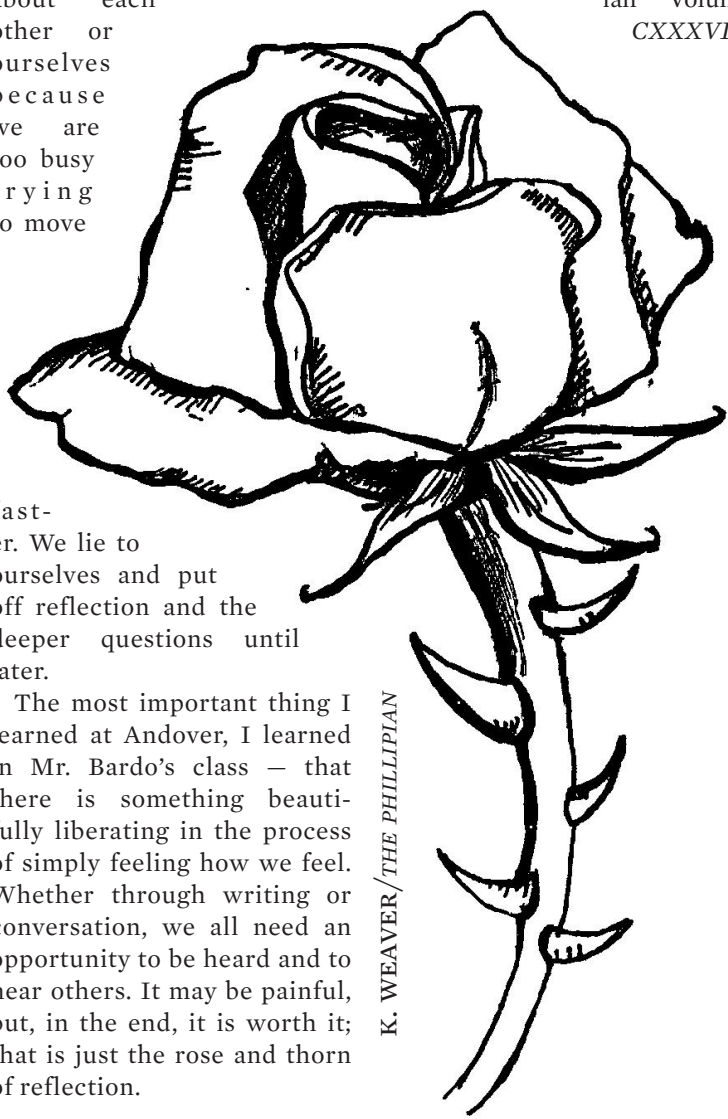 about each
other or
ourselves
because
we are
too busy
trying
to move
fast-
er. We lie to
ourselves and put
off reflection and the
deeper questions until
later.
The most important thing I
learned at Andover, I learned
in Mr. Bardo’s class — that
there is something beauti-
fully liberating in the process
of simply feeling how we feel.
Whether through writing or
conversation, we all need an
opportunity to be heard and to
hear others. It may be painful,
but, in the end, it is worth it;
that is just the rose and thorn
of reflection.
K. WEAVER/THE PHILLIPIAN
ian Volum
CXXXVI